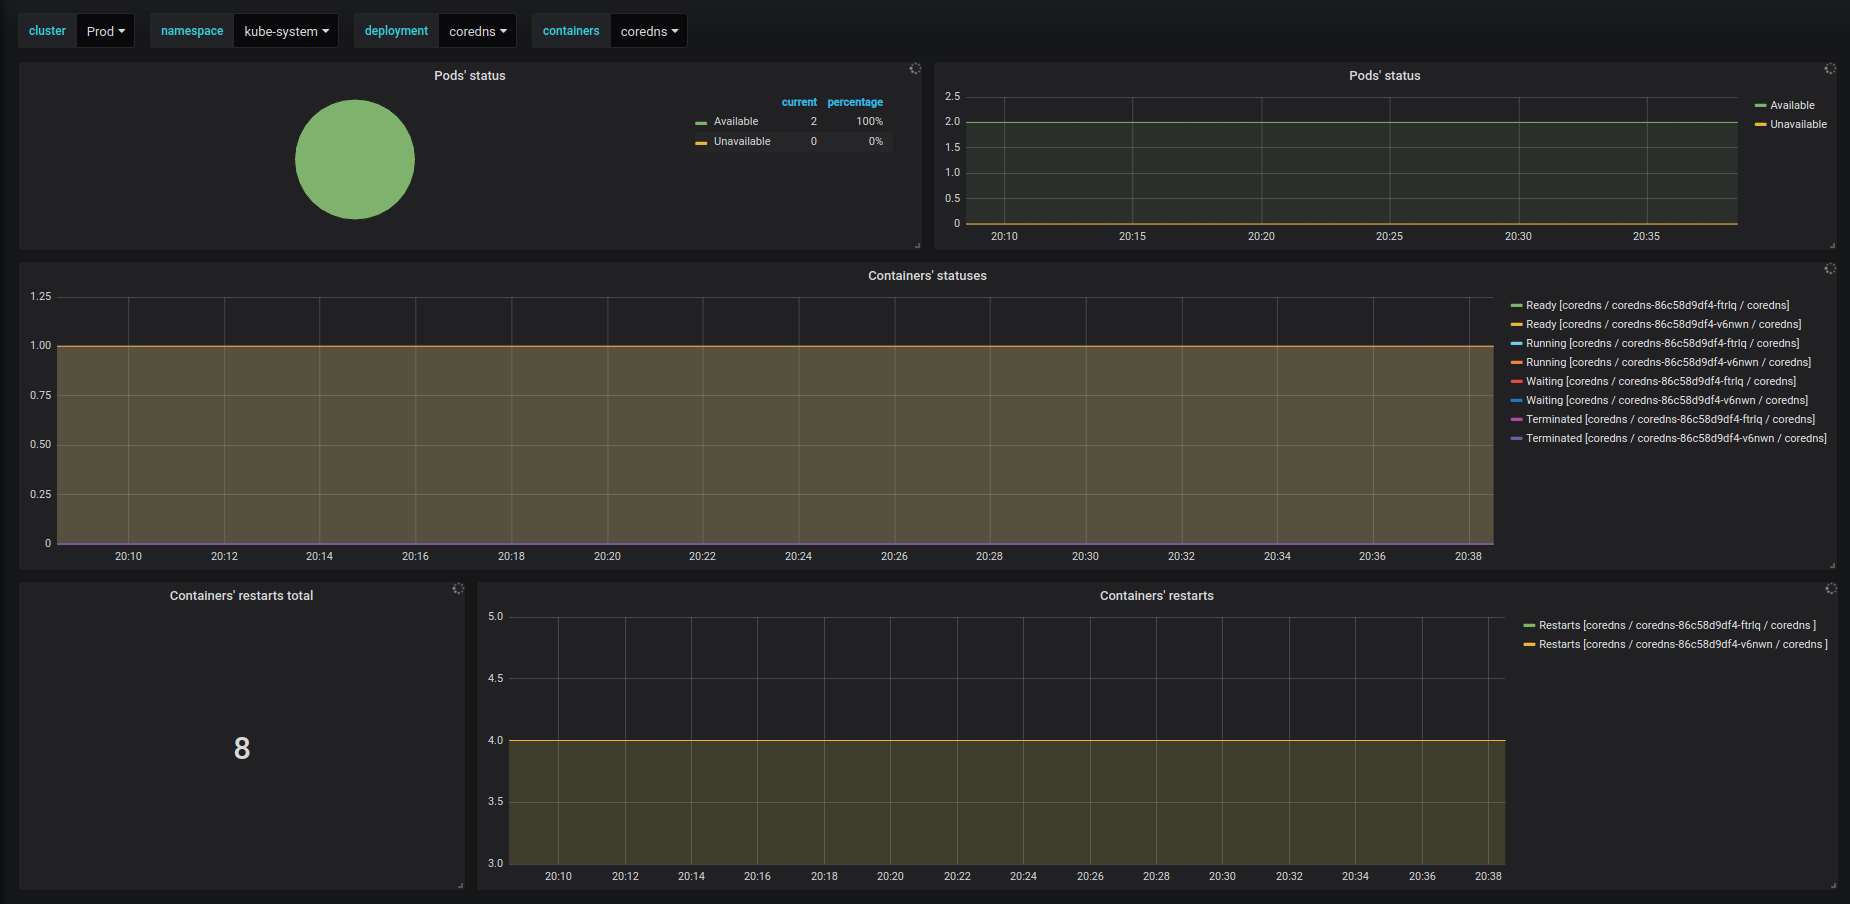 cluster Prod namespace kube-system deployment coredns containers coredns
Pods' status
current percentage
Available 2 100%
Unavailable 0 0%
Pods' status
2.5
2.0
1.5
1.0
0.5
0
20:10 20:15 20:20 20:25 20:30 20:35
Available
Unavailable
Containers' statuses
1.25
1.00
0.75
0.50
0.25
0
20:10 20:12 20:14 20:16 20:18 20:20 20:22 20:24 20:26 20:28 20:30 20:32 20:34 20:36 20:38
Ready [coredns / coredns-86c58d9df4-ftrlq / coredns]
Ready [coredns / coredns-86c58d9df4-v6nwn / coredns]
Running [coredns / coredns-86c58d9df4-ftrlq / coredns]
Running [coredns / coredns-86c58d9df4-v6nwn / coredns]
Waiting [coredns / coredns-86c58d9df4-ftrlq / coredns]
Waiting [coredns / coredns-86c58d9df4-v6nwn / coredns]
Terminated [coredns / coredns-86c58d9df4-ftrlq / coredns]
Terminated [coredns / coredns-86c58d9df4-v6nwn / coredns]
Containers' restarts total
8
Containers' restarts
5.0
4.5
4.0
3.5
3.0
20:10 20:12 20:14 20:16 20:18 20:20 20:22 20:24 20:26 20:28 20:30 20:32 20:34 20:36 20:38
Restarts [coredns / coredns-86c58d9df4-ftrlq / coredns ]
Restarts [coredns / coredns-86c58d9df4-v6nwn / coredns ]